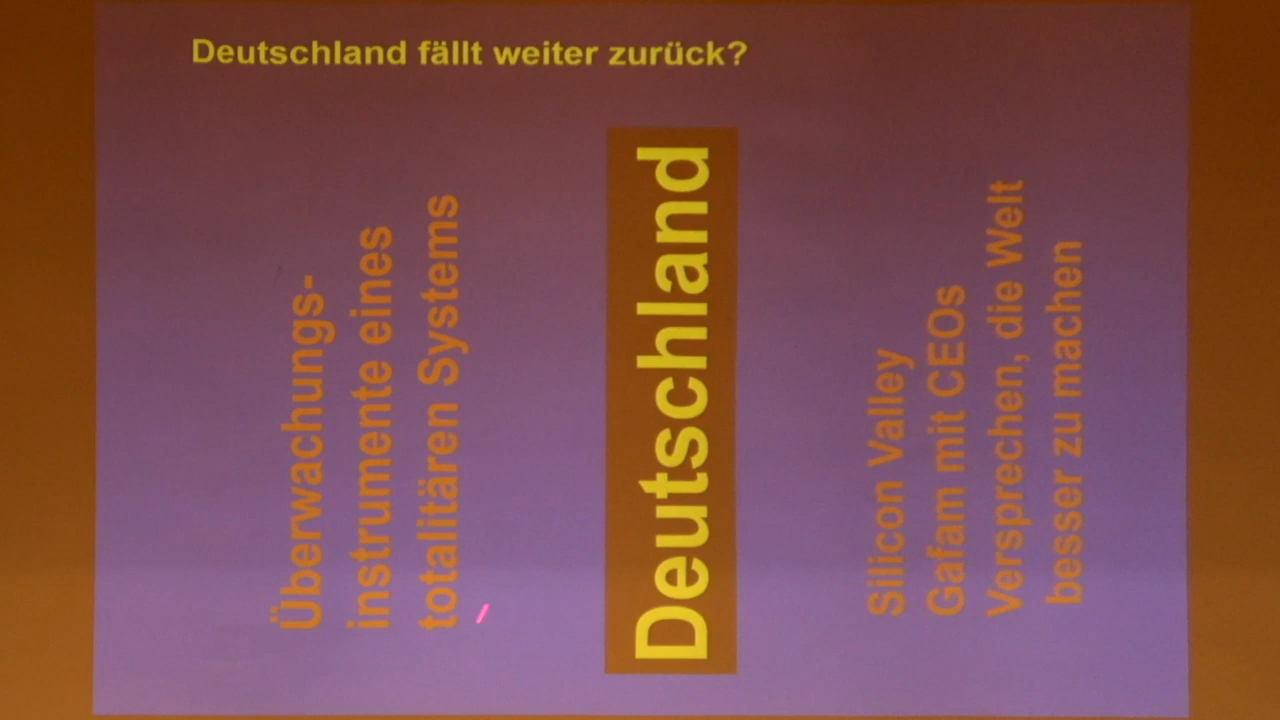 Deutschland fällt weiter zurück?
Überwachungs-
instrumente eines
totalitären Systems
Deutschland
Silicon Valley
Gafam mit CEOs
Versprechen, die Welt
besser zu machen